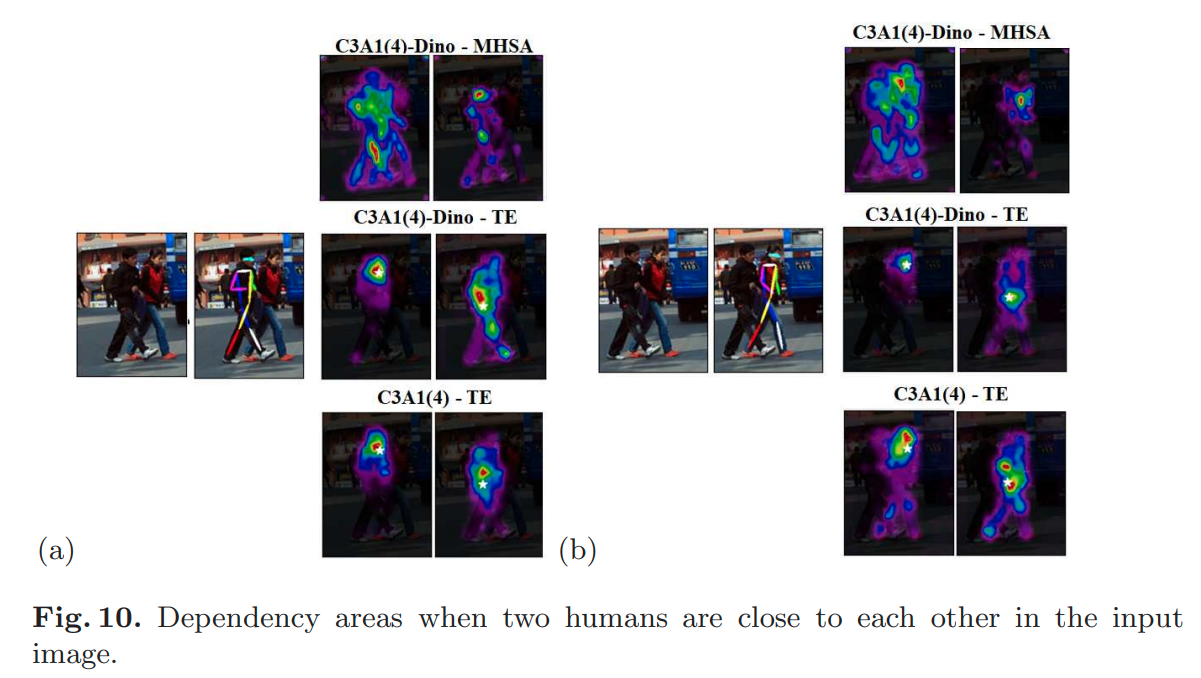 C3A1(4)-Dino - MHSA
C3A1(4)-Dino - TE
C3A1(4) - TE
(a)
C3A1(4)-Dino - MHSA
C3A1(4)-Dino - TE
C3A1(4) - TE
(b)
Fig. 10. Dependency areas when two humans are close to each other in the input
image.